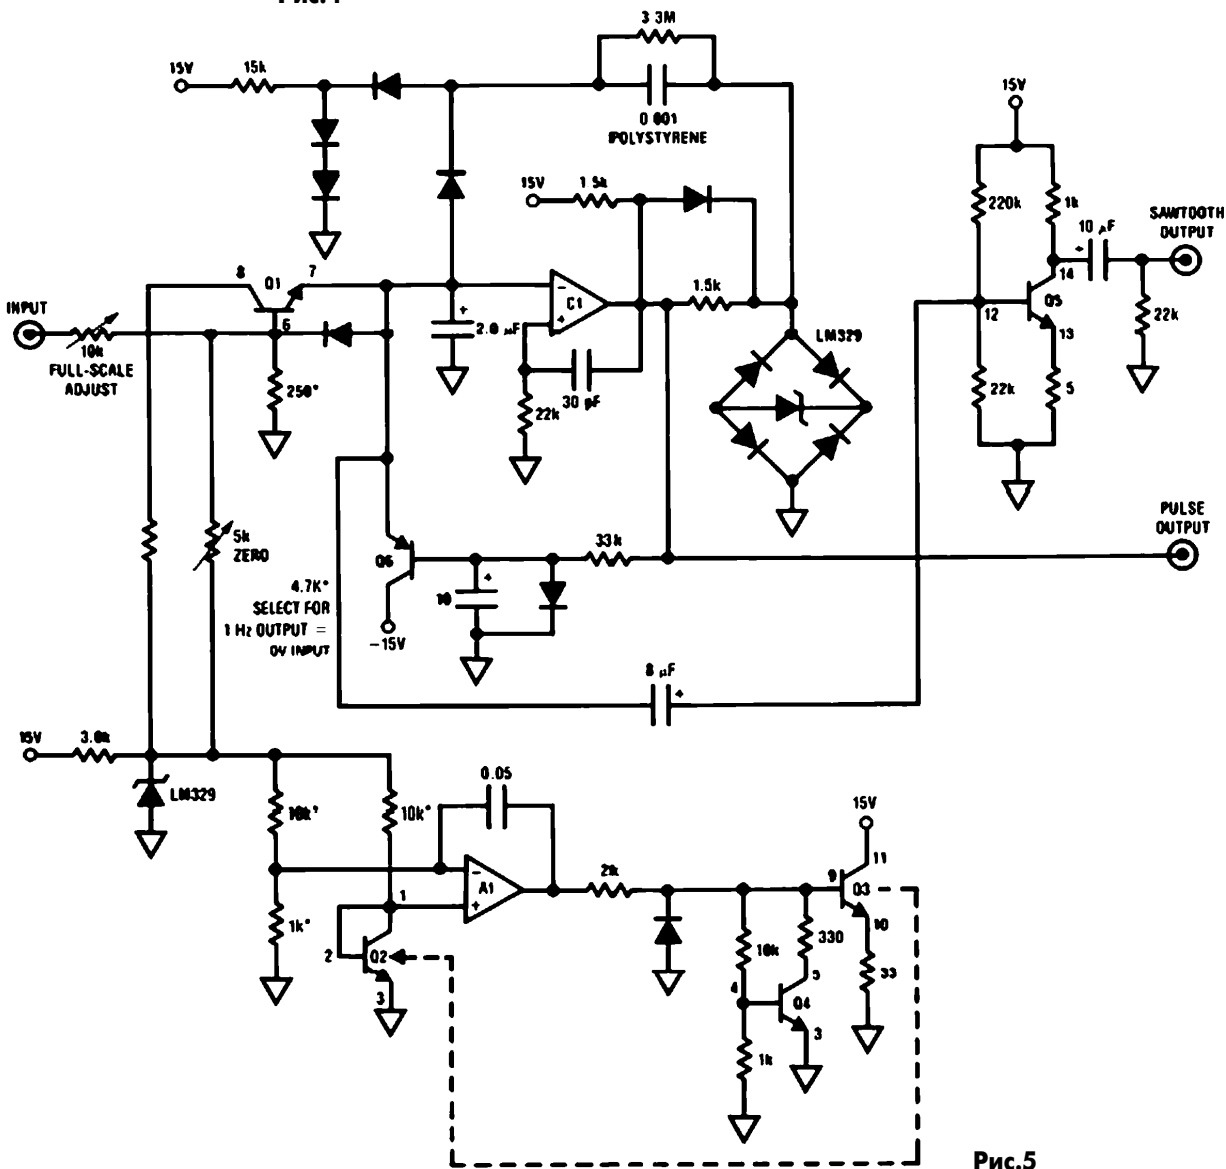 3 3M
15V
15k
0 001
POLYSTYRENE
15V
15V
1.5k
220k
1k
10 μF
+
SAWTOOTH
OUTPUT
8
Q1
7
14
INPUT
6
+
2.0 μF
−
C1
+
1.5k
12
Q5
22k
10k
FULL-SCALE
ADJUST
LM329
13
250*
30 pF
22k
22k
5
PULSE
OUTPUT
5k
ZERO
33k
Q6
4.7K*
SELECT FOR
1 Hz OUTPUT =
0V INPUT
10
+
−15V
8 μF
+
15V
3.0k
LM329
0.05
10k*
10k*
15V
11
1
−
A1
+
2k
9
Q3
1k*
2
Q2
10
330
10k
33
3
5
4
Q4
3
1k
Рис.5